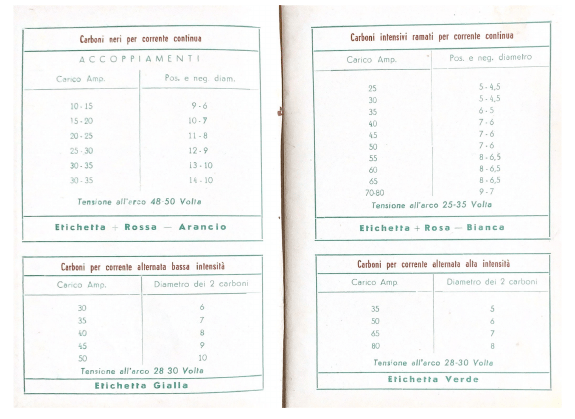 Carboni neri per corrente continua
ACCOPPIAMENTI
Carico Amp. Pos. e neg. diam.
10 - 15 9 - 6
15 - 20 10 - 7
20 - 25 11 - 8
25 - 30 12 - 9
30 - 35 13 - 10
30 - 35 14 - 10
Tensione all'arco 48-50 Volta
Etichetta + Rossa — Arancio
Carboni per corrente alternata bassa intensità
Carico Amp. Diametro dei 2 carboni
30 6
35 7
40 8
45 9
50 10
Tensione all'arco 28 30 Volta
Etichetta Gialla
Carboni intensivi ramati per corrente continua
Carico Amp. Pos. e neg. diametro
25 5 - 4,5
30 5 - 4,5
35 6 - 5
40 7 - 6
45 7 - 6
50 7 - 6
55 8 - 6,5
60 8 - 6,5
65 8 - 6,5
70-80 9 - 7
Tensione all'arco 25-35 Volta
Etichetta + Rosa — Bianca
Carboni per corrente alternata alta intensità
Carico Amp Diametro dei 2 carboni
35 5
50 6
65 7
80 8
Tensione all'arco 28-30 Volta
Etichetta Verde